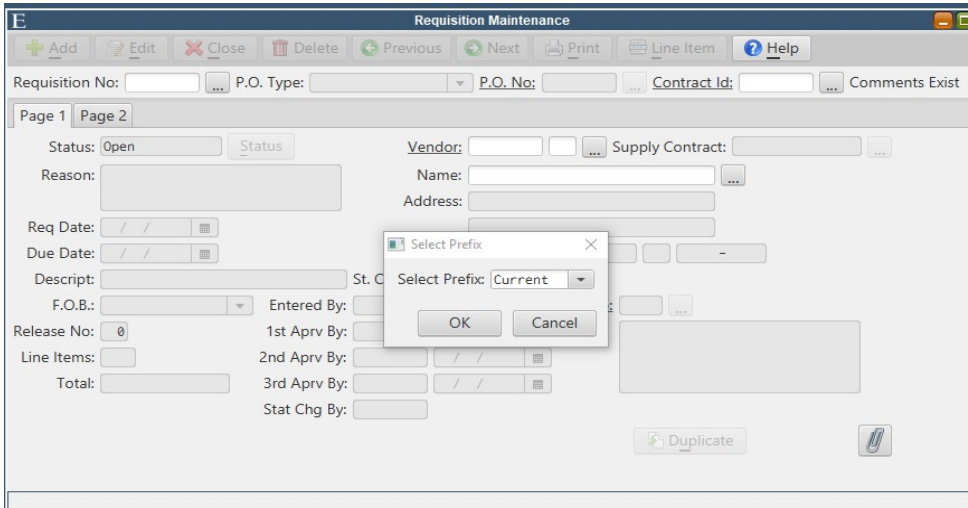 E Requisition Maintenance
Add Edit Close Delete Previous Next Print Line Item ? Help
Requisition No: ... P.O. Type: P.O. No: ... Contract Id: ... Comments Exist
Page 1 Page 2
Status: Open Status Vendor: ... Supply Contract: ...
Reason: Name: ...
Address:
Req Date: / /
Select Prefix
Due Date: / / -
Descript: St. C Select Prefix: Current
F.O.B.: Entered By: : ...
OK Cancel
Release No: 0 1st Aprv By:
Line Items: 2nd Aprv By: / /
Total: 3rd Aprv By: / /
Stat Chg By:
Duplicate